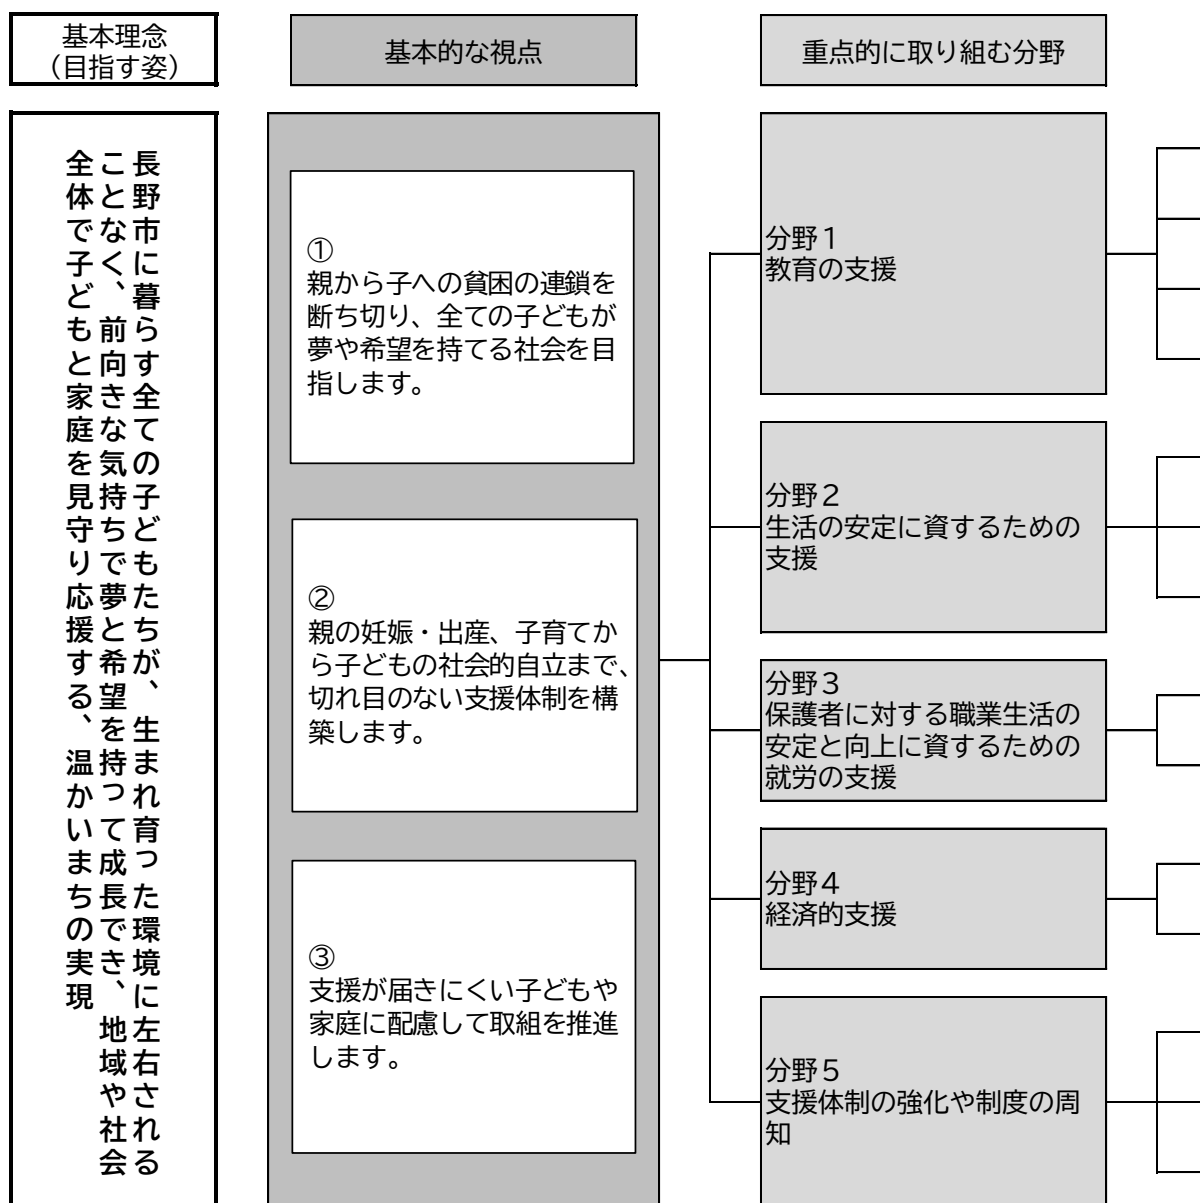 基本理念
（目指す姿）
基本的な視点
重点的に取り組む分野
長野市に暮らす全ての子どもたちが、生まれ育った環境に左右される
ことなく、前向きな気持ちで夢と希望を持って成長でき、地域や社会
全体で子どもと家庭を見守り応援する、温かいまちの実現
①
親から子への貧困の連鎖を
断ち切り、全ての子どもが
夢や希望を持てる社会を目
指します。
②
親の妊娠・出産、子育てか
ら子どもの社会的自立まで、
切れ目のない支援体制を構
築します。
③
支援が届きにくい子どもや
家庭に配慮して取組を推進
します。
分野１
教育の支援
分野２
生活の安定に資するための
支援
分野３
保護者に対する職業生活の
安定と向上に資するための
就労の支援
分野４
経済的支援
分野５
支援体制の強化や制度の周
知